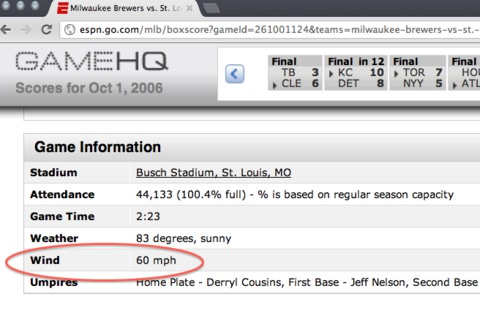 Milwaukee Brewers vs. St. Lo
espn.go.com/mlb/boxscore?gameId=261001124&teams=milwaukee-brewers-vs-st.-
GAMEHQ
Scores for Oct 1, 2006
Final
TB 3
CLE 6
Final in 12
KC 10
DET 8
Final
TOR 7
NYY 5
Final
HOU
ATL
Game Information
Stadium Busch Stadium, St. Louis, MO
Attendance 44,133 (100.4% full) - % is based on regular season capacity
Game Time 2:23
Weather 83 degrees, sunny
Wind 60 mph
Umpires Home Plate - Derryl Cousins, First Base - Jeff Nelson, Second Base